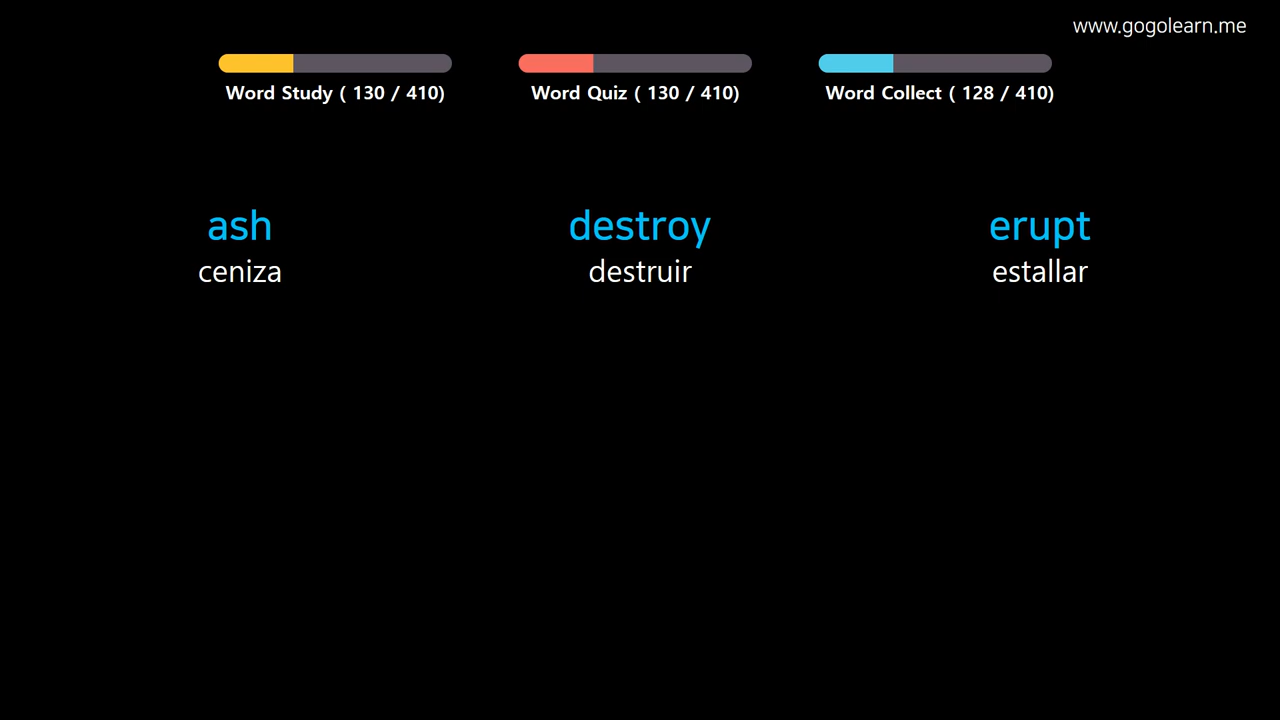 www.gogolearn.me
Word Study ( 130 / 410)
Word Quiz ( 130 / 410)
Word Collect ( 128 / 410)
ash
ceniza
destroy
destruir
erupt
estallar